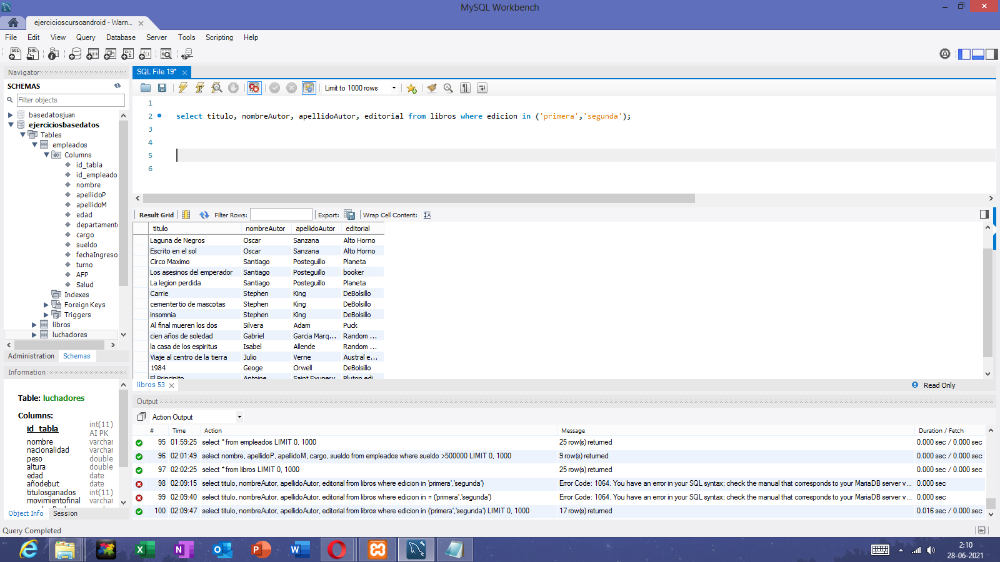 MySQL Workbench
ejercicioscursoandroid - Warn...
File Edit View Query Database Server Tools Scripting Help
Navigator
SCHEMAS
Filter objects
basedatosjuan
ejerciciosbasedatos
Tables
empleados
Columns
id_tabla
id_empleado
nombre
apellidoP
apellidoM
edad
departament
cargo
sueldo
fechaIngreso
turno
AFP
Salud
Indexes
Foreign Keys
Triggers
libros
luchadores
Administration Schemas
Information
Table: luchadores
Columns:
id_tabla int(11)
AI PK
nombre varchar
nacionalidad varchar
peso double
altura double
edad date
añodebut date
titulosganados int(11)
movimientofinal varchar
Object Info Session
Query Completed
SQL File 19*
Limit to 1000 rows
1
2 select titulo, nombreAutor, apellidoAutor, editorial from libros where edicion in ('primera','segunda');
3
4
5
6
Result Grid Filter Rows: Export: Wrap Cell Content:
titulo nombreAutor apellidoAutor editorial
Laguna de Negros Oscar Sanzana Alto Horno
Escrito en el sol Oscar Sanzana Alto Horno
Circo Maximo Santiago Posteguillo Planeta
Los asesinos del emperador Santiago Posteguillo booker
La legion perdida Santiago Posteguillo Planeta
Carrie Stephen King DeBolsillo
cementertio de mascotas Stephen King DeBolsillo
insomnia Stephen King DeBolsillo
Al final mueren los dos Silvera Adam Puck
cien años de soledad Gabriel Garcia Marq... Random ...
la casa de los espiritus Isabel Allende Random ...
Viaje al centro de la tierra Julio Verne Austral e...
1984 Geoge Orwell DeBolsillo
El Principito Antoine Saint Exupery Pluton edi...
libros 53 Read Only
Output
Action Output
# Time Action Message Duration / Fetch
95 01:59:25 select * from empleados LIMIT 0, 1000 25 row(s) returned 0.000 sec / 0.000 sec
96 02:01:49 select nombre, apellidoP, apellidoM, cargo, sueldo from empleados where sueldo >500000 LIMIT 0, 1000 9 row(s) returned 0.000 sec / 0.000 sec
97 02:02:25 select * from libros LIMIT 0, 1000 25 row(s) returned 0.000 sec / 0.000 sec
98 02:09:15 select titulo, nombreAutor, apellidoAutor, editorial from libros where edicion in 'primera','segunda') Error Code: 1064. You have an error in your SQL syntax; check the manual that corresponds to your MariaDB server v... 0.000 sec
99 02:09:40 select titulo, nombreAutor, apellidoAutor, editorial from libros where edicion in = ('primera','segunda') Error Code: 1064. You have an error in your SQL syntax; check the manual that corresponds to your MariaDB server v... 0.000 sec
100 02:09:47 select titulo, nombreAutor, apellidoAutor, editorial from libros where edicion in ('primera','segunda') LIMIT 0, 1000 17 row(s) returned 0.016 sec / 0.000 sec
2:10
28-06-2021